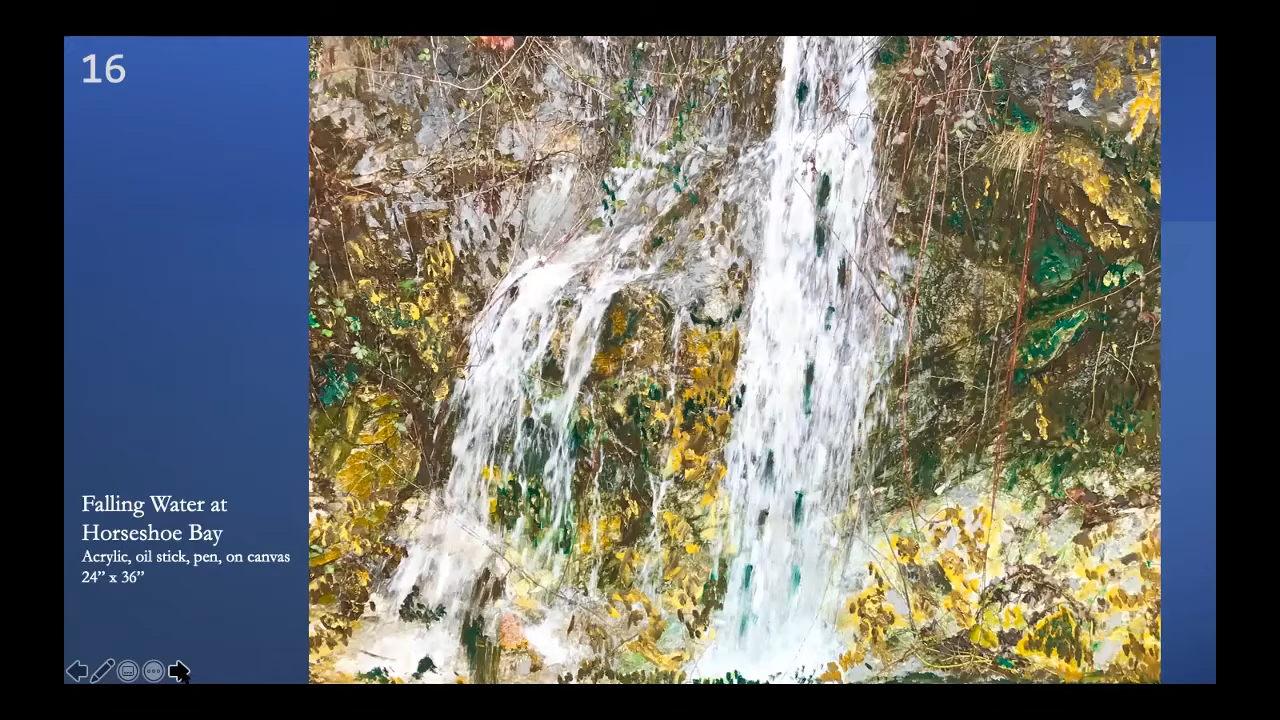 16
Falling Water at
Horseshoe Bay
Acrylic, oil stick, pen, on canvas
24” x 36”